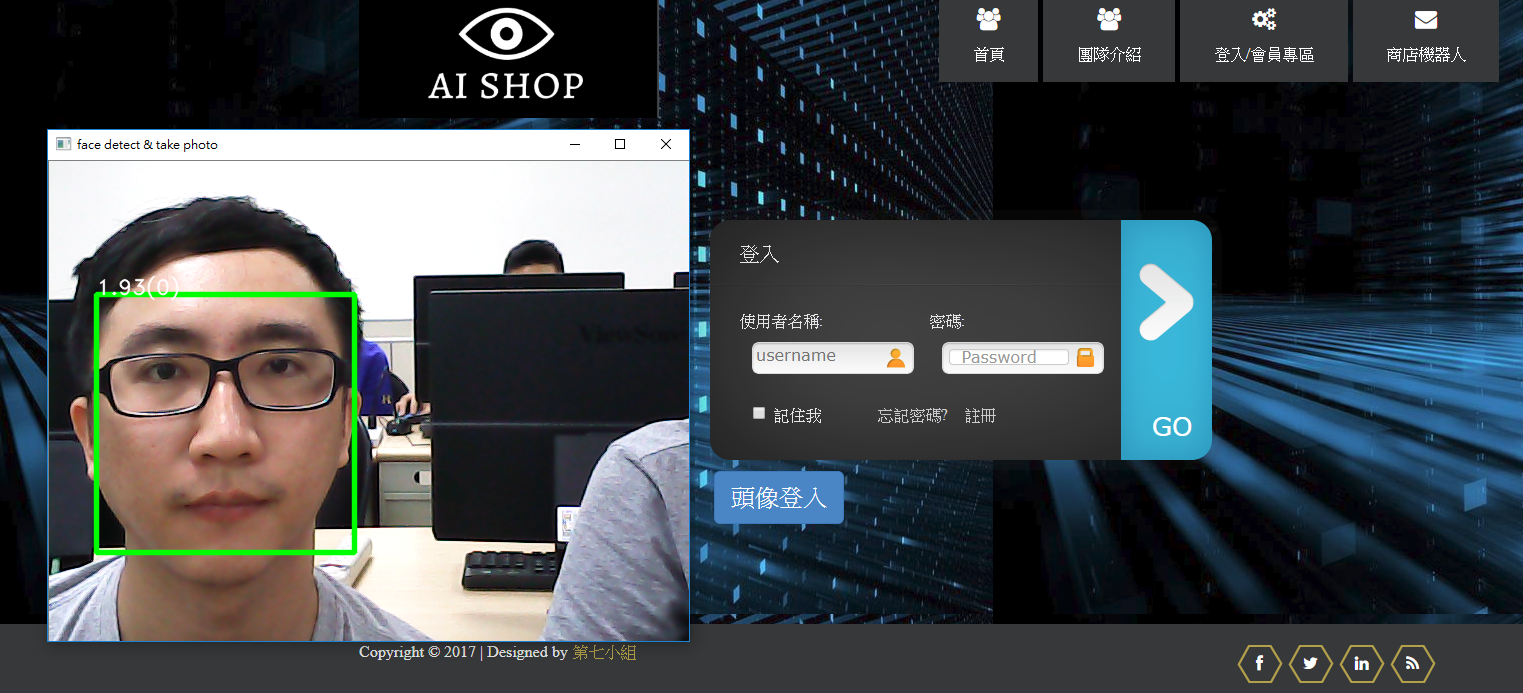 首頁
團隊介紹
登入/會員專區
商店機器人
AI SHOP
face detect & take photo
1.93(0)
ViewSonic
登入
使用者名稱:
密碼:
username
Password
記住我
忘記密碼?
註冊
GO
頭像登入
Copyright © 2017 | Designed by 第七小組